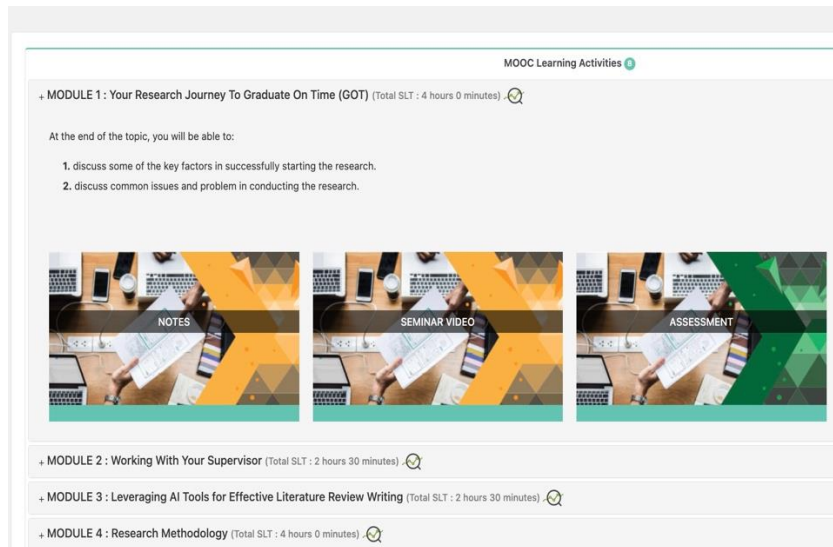 MOOC Learning Activities 8
+ MODULE 1 : Your Research Journey To Graduate On Time (GOT) (Total SLT : 4 hours 0 minutes)
At the end of the topic, you will be able to:
1. discuss some of the key factors in successfully starting the research.
2. discuss common issues and problem in conducting the research.
NOTES
SEMINAR VIDEO
ASSESSMENT
+ MODULE 2 : Working With Your Supervisor (Total SLT : 2 hours 30 minutes)
+ MODULE 3 : Leveraging AI Tools for Effective Literature Review Writing (Total SLT : 2 hours 30 minutes)
+ MODULE 4 : Research Methodology (Total SLT : 4 hours 0 minutes)